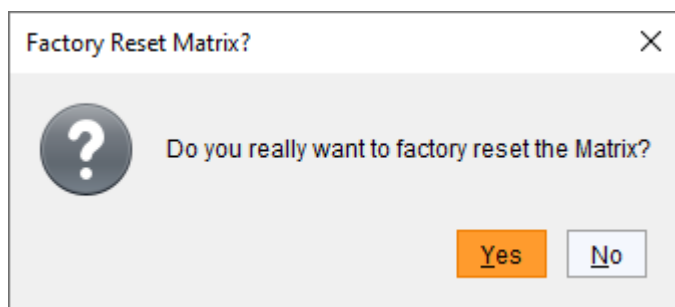 Factory Reset Matrix?
Do you really want to factory reset the Matrix?
Yes No